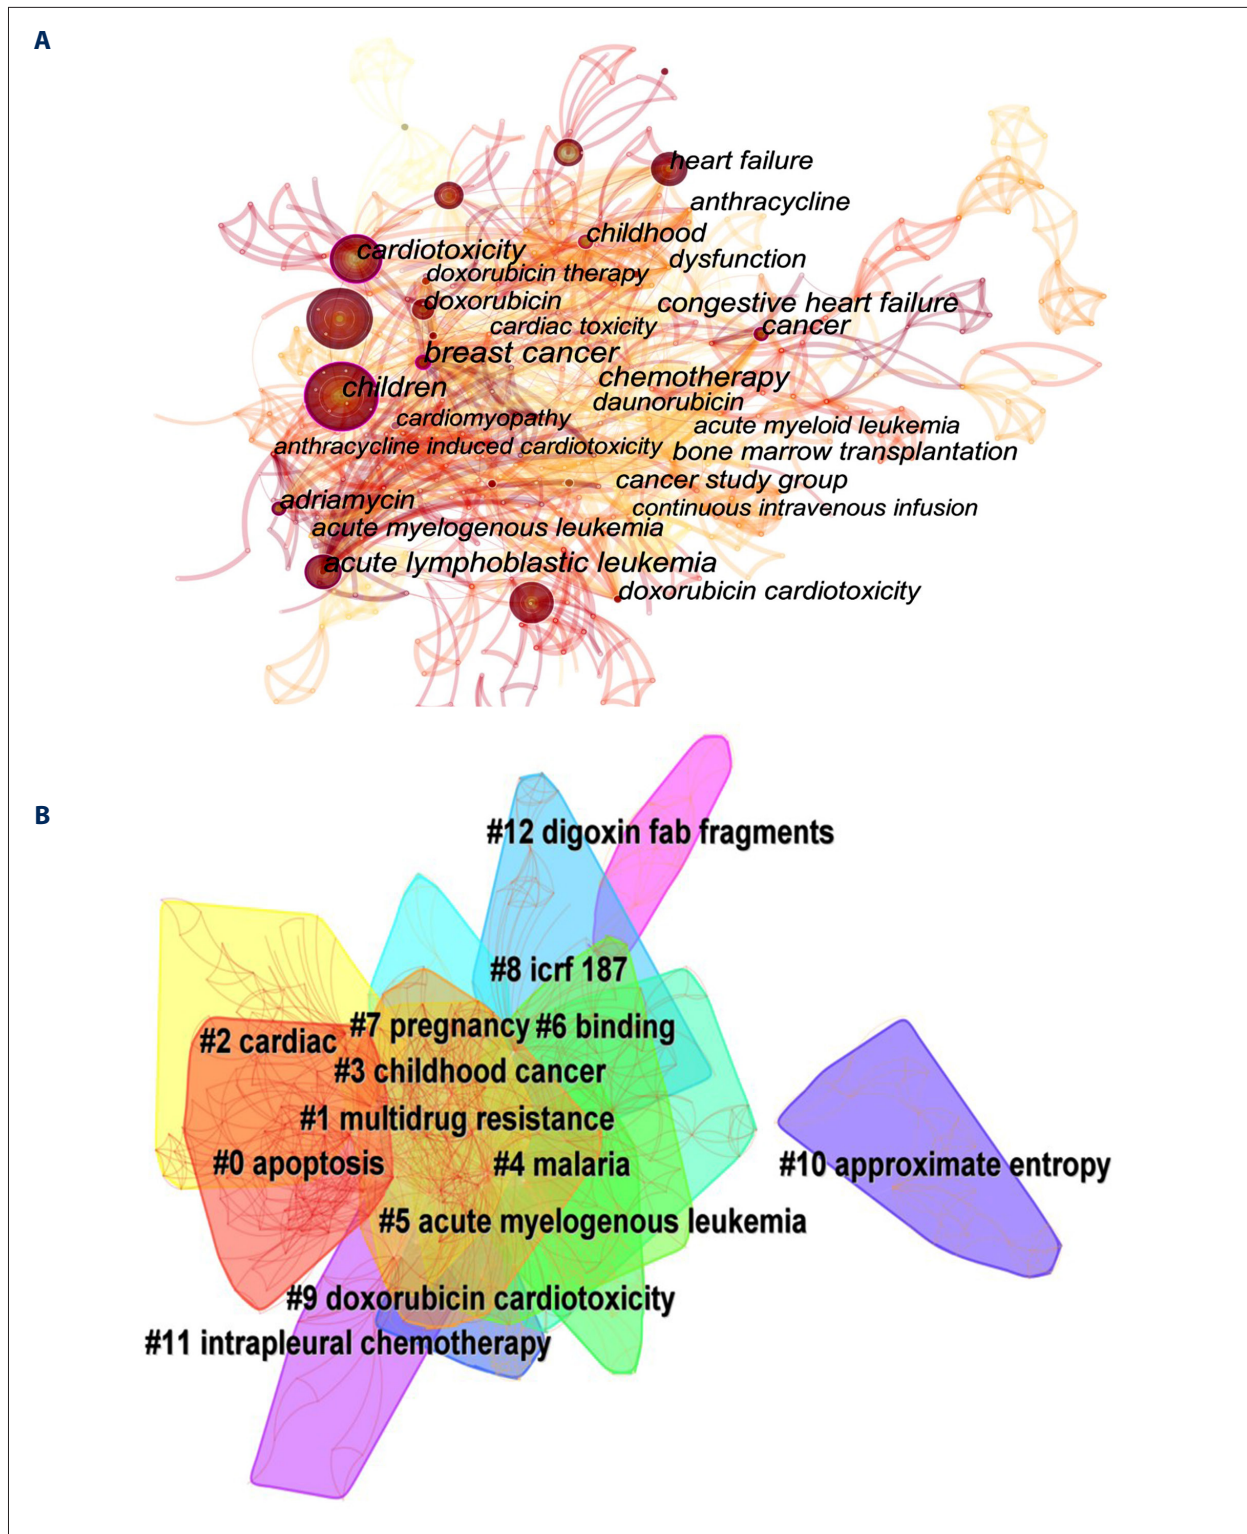 A
heart failure
anthracycline
childhood
cardiotoxicity
dysfunction
doxorubicin therapy
doxorubicin
congestive heart failure
cardiac toxicity
cancer
breast cancer
chemotherapy
children
daunorubicin
cardiomyopathy
acute myeloid leukemia
anthracycline induced cardiotoxicity
bone marrow transplantation
cancer study group
adriamycin
continuous intravenous infusion
acute myelogenous leukemia
acute lymphoblastic leukemia
doxorubicin cardiotoxicity
B
#12 digoxin fab fragments
#8 icrf 187
#7 pregnancy
#6 binding
#2 cardiac
#3 childhood cancer
#1 multidrug resistance
#0 apoptosis
#4 malaria
#10 approximate entropy
#5 acute myelogenous leukemia
#9 doxorubicin cardiotoxicity
#11 intrapleural chemotherapy